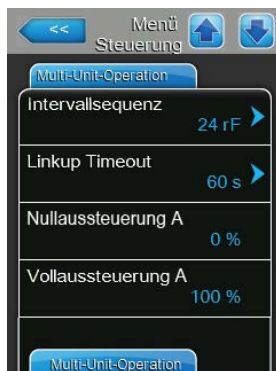 << Menü
Steuerung
Multi-Unit-Operation
Intervallsequenz
24 rF
Linkup Timeout
60 s
Nullaussteuerung A
0 %
Vollaussteuerung A
100 %
Multi-Unit-Operation